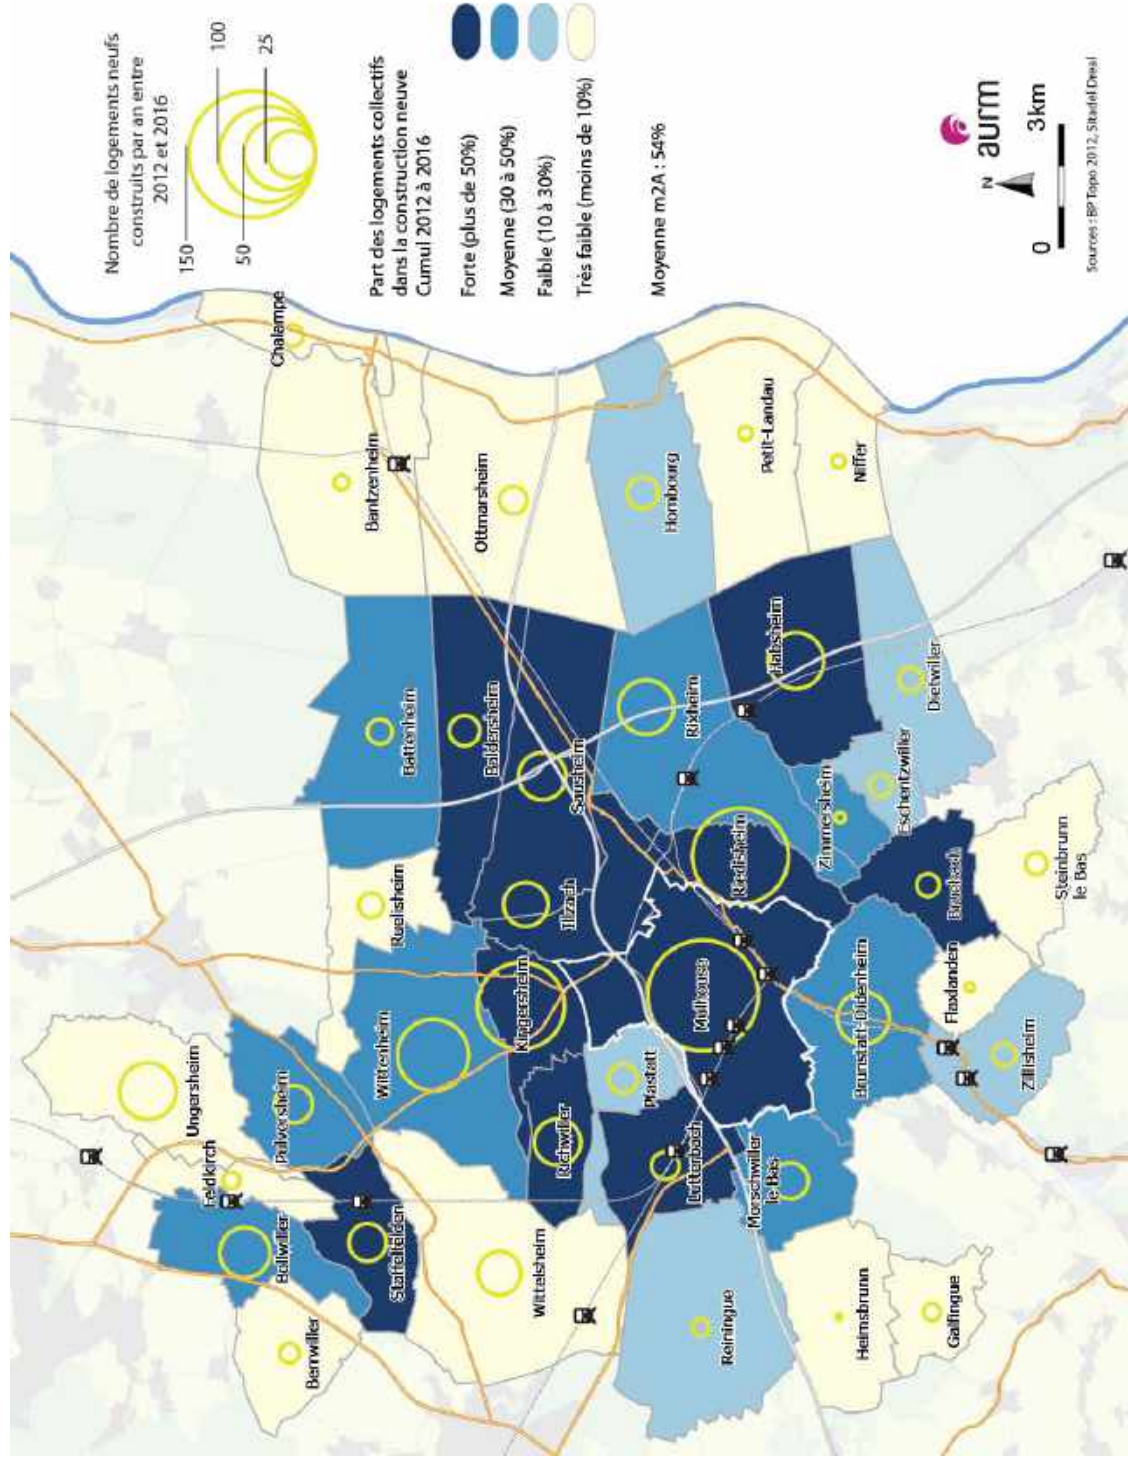 Nombre de logements neufs
construits par an entre
2012 et 2016
150
100
50
25
Part des logements collectifs
dans la construction neuve
Cumul 2012 à 2016
Forte (plus de 50%)
Moyenne (30 à 50%)
Faible (10 à 30%)
Très faible (moins de 10%)
Moyenne m2A : 54%
N
aurm
0
3km
Sources : BP Topo 2012, Sitadel Dreal
Chalampe
Bantzenheim
Ottmarsheim
Hombourg
Petit-Landau
Niffer
Battenheim
Baldersheim
Sausheim
Rixheim
Habsheim
Dietwiller
Eschentzwiller
Zimmersheim
Riedisheim
Ruelisheim
Illzach
Bruebach
Steinbrunn
le Bas
Ungersheim
Pulversheim
Feldkirch
Bollwiller
Staffelfelden
Berrwiller
Wittenheim
Kingersheim
Richwiller
Wittelsheim
Pfastatt
Lutterbach
Mulhouse
Morschwiller
le Bas
Brunstatt-Didenheim
Flaxlanden
Zillisheim
Reiningue
Heimsbrunn
Galfingue